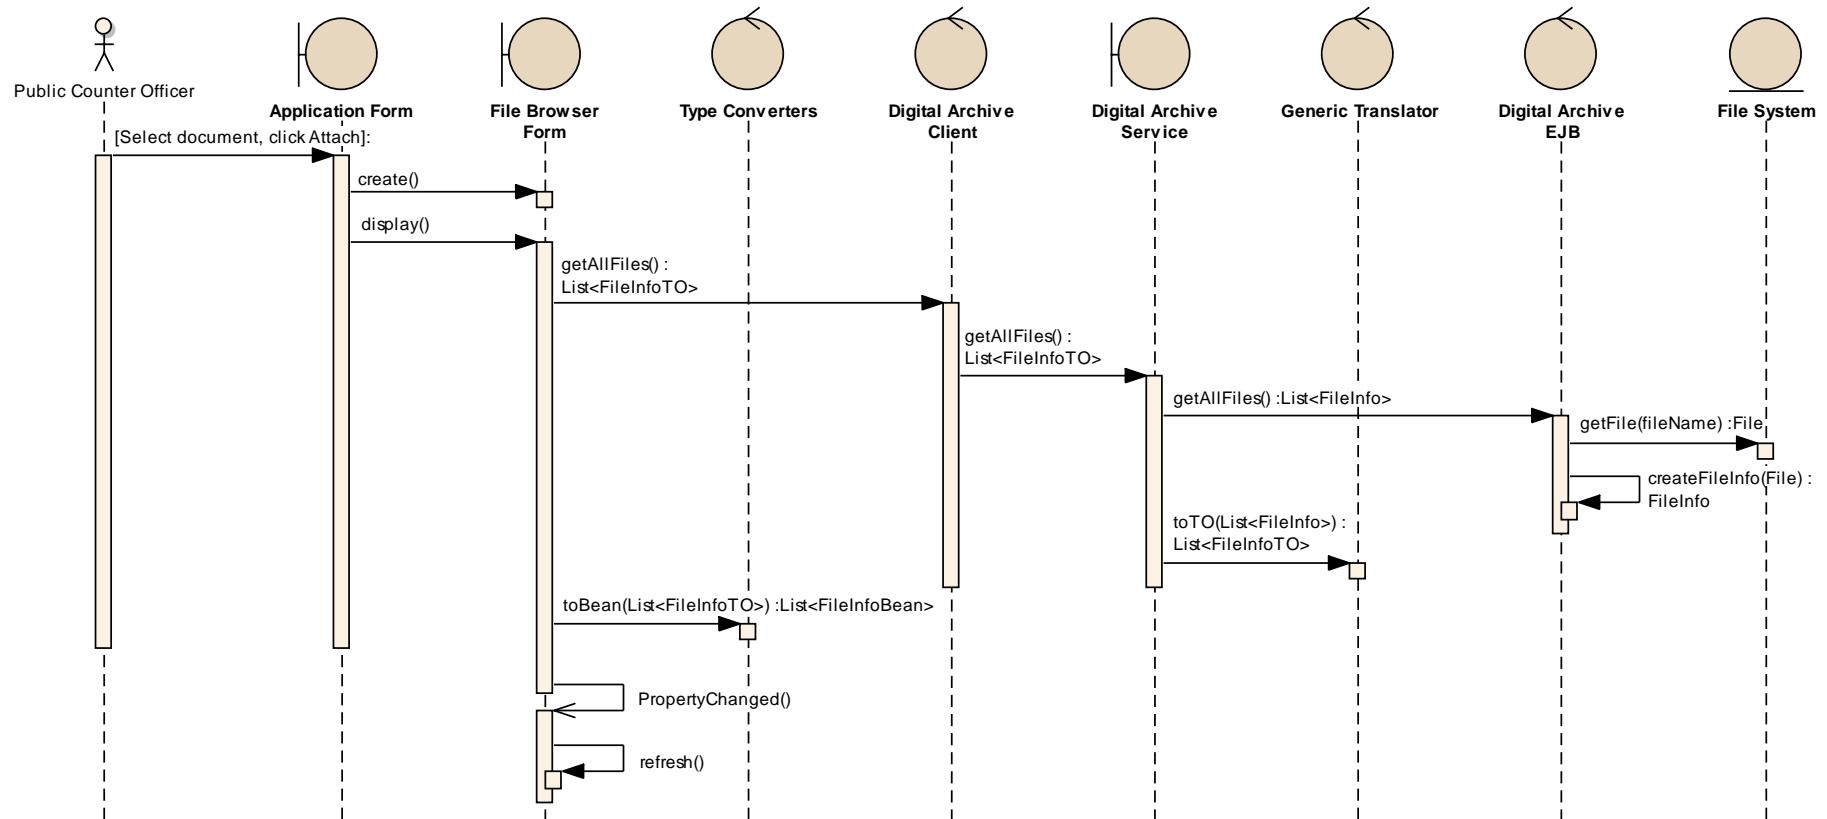 Public Counter Officer
Application Form
File Browser
Form
Type Converters
Digital Archive
Client
Digital Archive
Service
Generic Translator
Digital Archive
EJB
File System
[Select document, click Attach]:
create()
display()
getAllFiles() :
List<FileInfoTO>
getAllFiles() :
List<FileInfoTO>
getAllFiles() :List<FileInfo>
getFile(fileName) :File
createFileInfo(File) :
FileInfo
toTO(List<FileInfo>) :
List<FileInfoTO>
toBean(List<FileInfoTO>) :List<FileInfoBean>
PropertyChanged()
refresh()